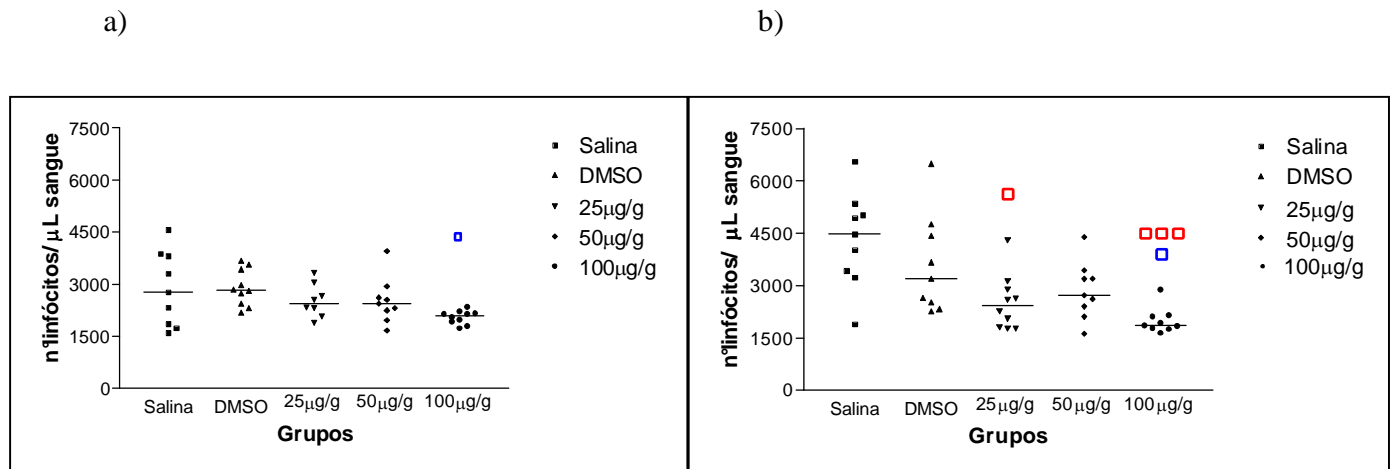 a)
b)
nºlinfócitos/ μL sangue
7500
6000
4500
3000
1500
0
Salina
DMSO
25μg/g
50μg/g
100μg/g
Grupos
Salina
DMSO
25μg/g
50μg/g
100μg/g
nºlinfócitos/ μL sangue
7500
6000
4500
3000
1500
0
Salina
DMSO
25μg/g
50μg/g
100μg/g
Grupos
Salina
DMSO
25μg/g
50μg/g
100μg/g